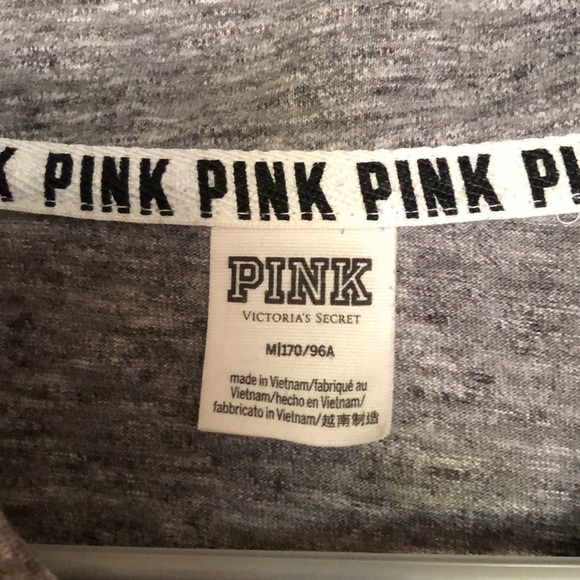 K PINK PINK PINK PI
PINK
VICTORIA'S SECRET
M|170/96A
made in Vietnam/fabriqué au
Vietnam/hecho en Vietnam/
fabbricato in Vietnam/越南制造